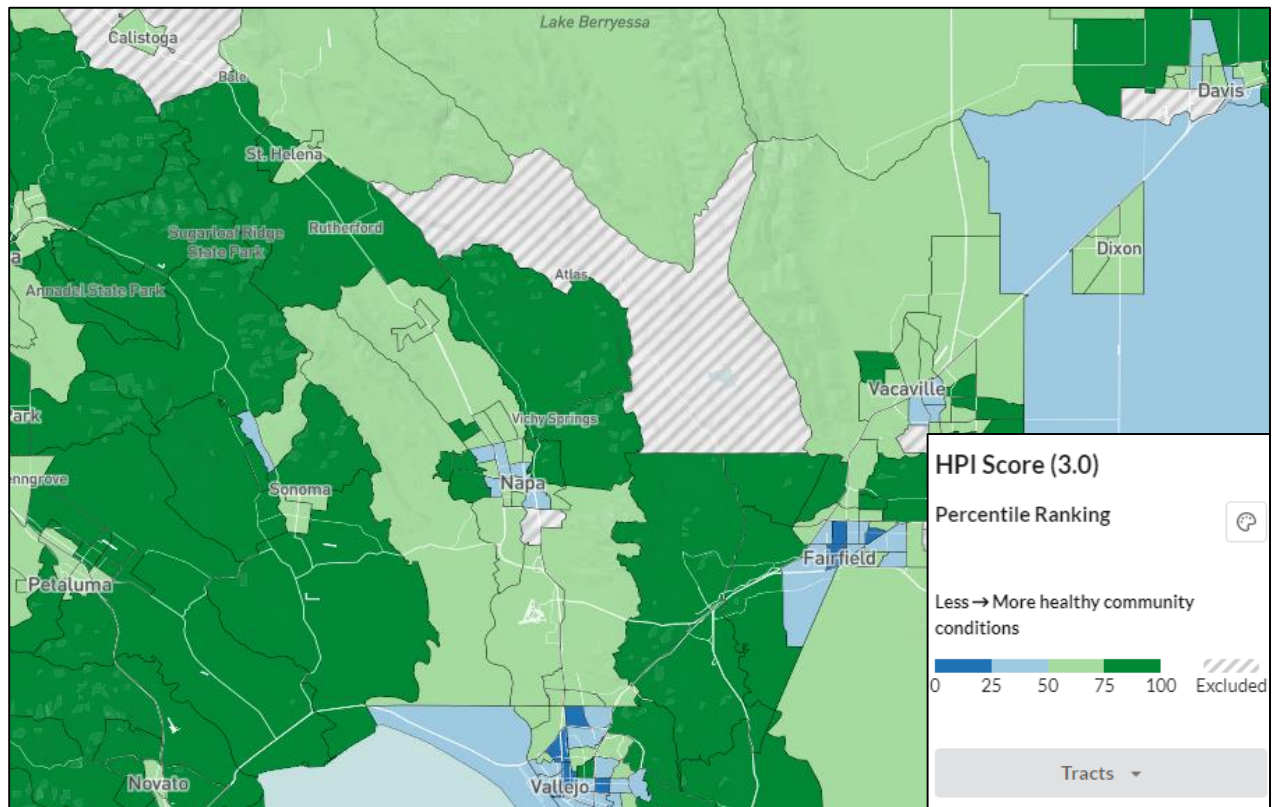 Lake Berryessa
Calistoga
Bale
Davis
St. Helena
Rutherford
Sugarloaf Ridge
State Park
Dixon
a
Atlas
Annadel State Park
Vacaville
Park
Vichy Springs
enngrove
Napa
Sonoma
Fairfield
Petaluma
Novato
Vallejo
HPI Score (3.0)
Percentile Ranking
Less → More healthy community
conditions
0 25 50 75 100 Excluded
Tracts